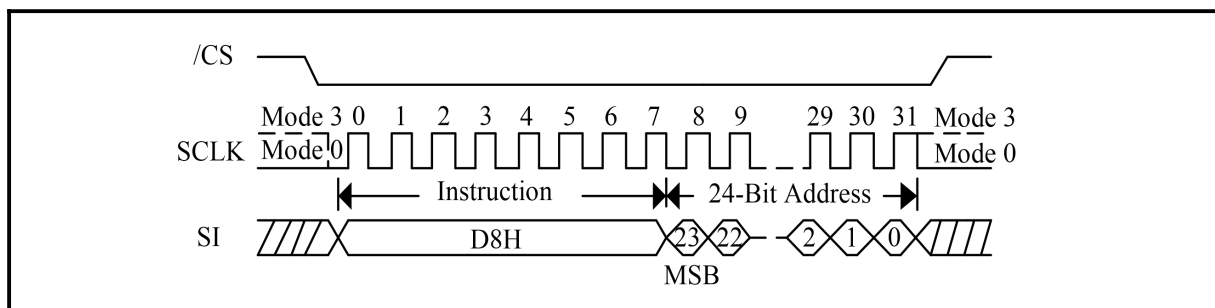 /CS
Mode 3 0 1 2 3 4 5 6 7 8 9 29 30 31 Mode 3
SCLK Mode 0 Mode 0
Instruction 24-Bit Address
SI D8H 23 22 2 1 0
MSB